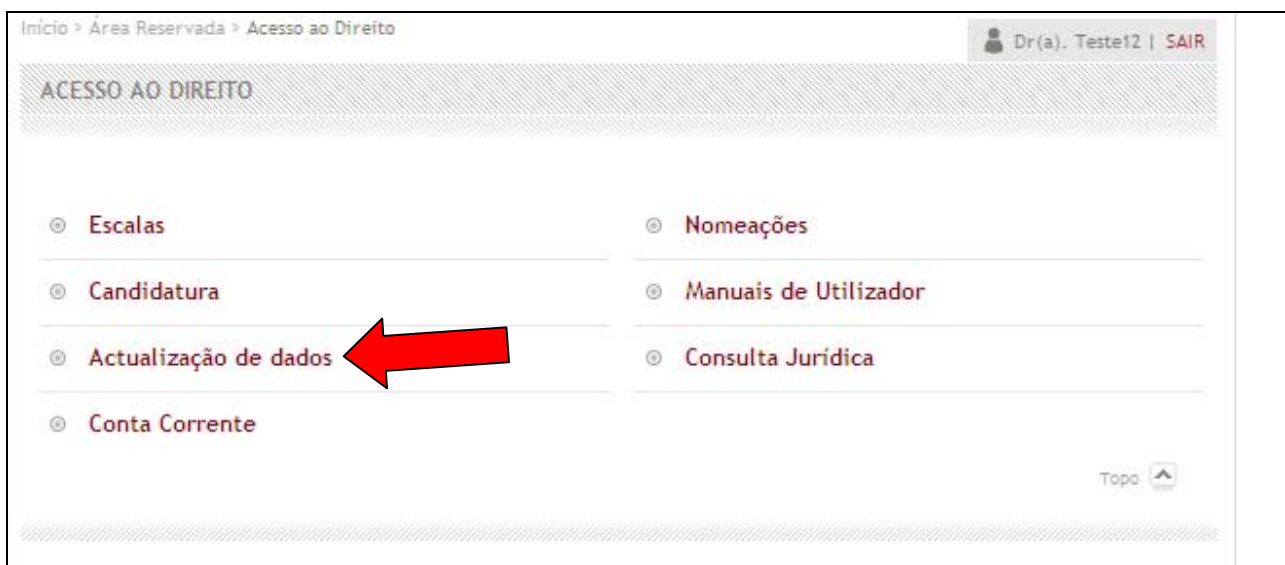 Início > Área Reservada > Acesso ao Direito
Dr(a). Teste12 | SAIR
ACESSO AO DIREITO
Escalas
Nomeações
Candidatura
Manuais de Utilizador
Actualização de dados
Consulta Jurídica
Conta Corrente
Topo